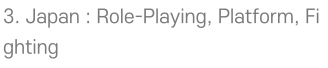 3. Japan : Role-Playing, Platform, Fi
ghting